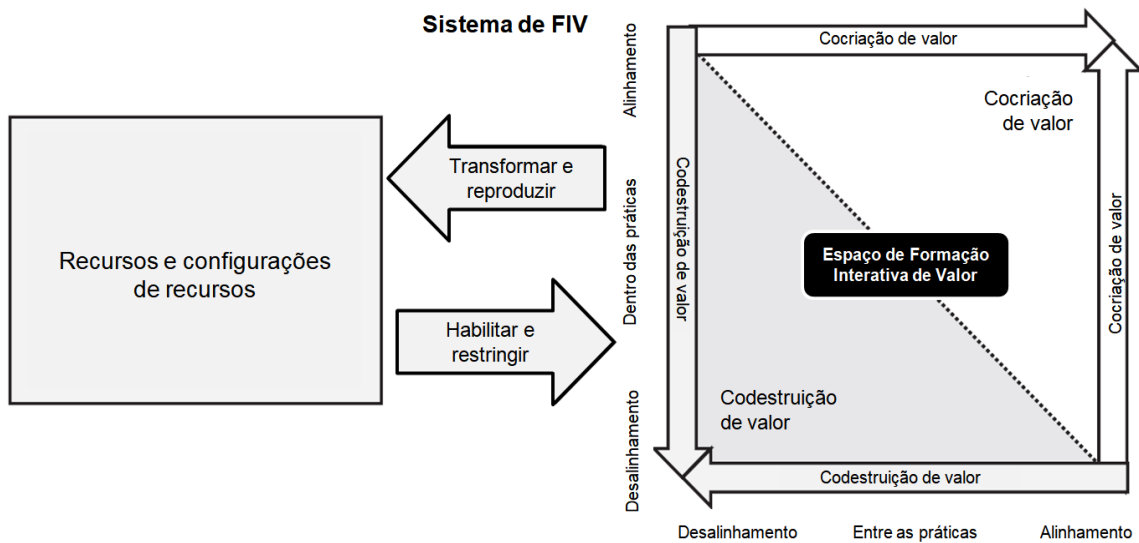 Sistema de FIV
Recursos e configurações
de recursos
Transformar e
reproduzir
Habilitar e
restringir
Alinhamento
Dentro das práticas
Desalinhamento
Cocriação de valor
Codestruição de valor
Cocriação
de valor
Espaço de Formação
Interativa de Valor
Codestruição
de valor
Cocriação de valor
Codestruição de valor
Desalinhamento
Entre as práticas
Alinhamento